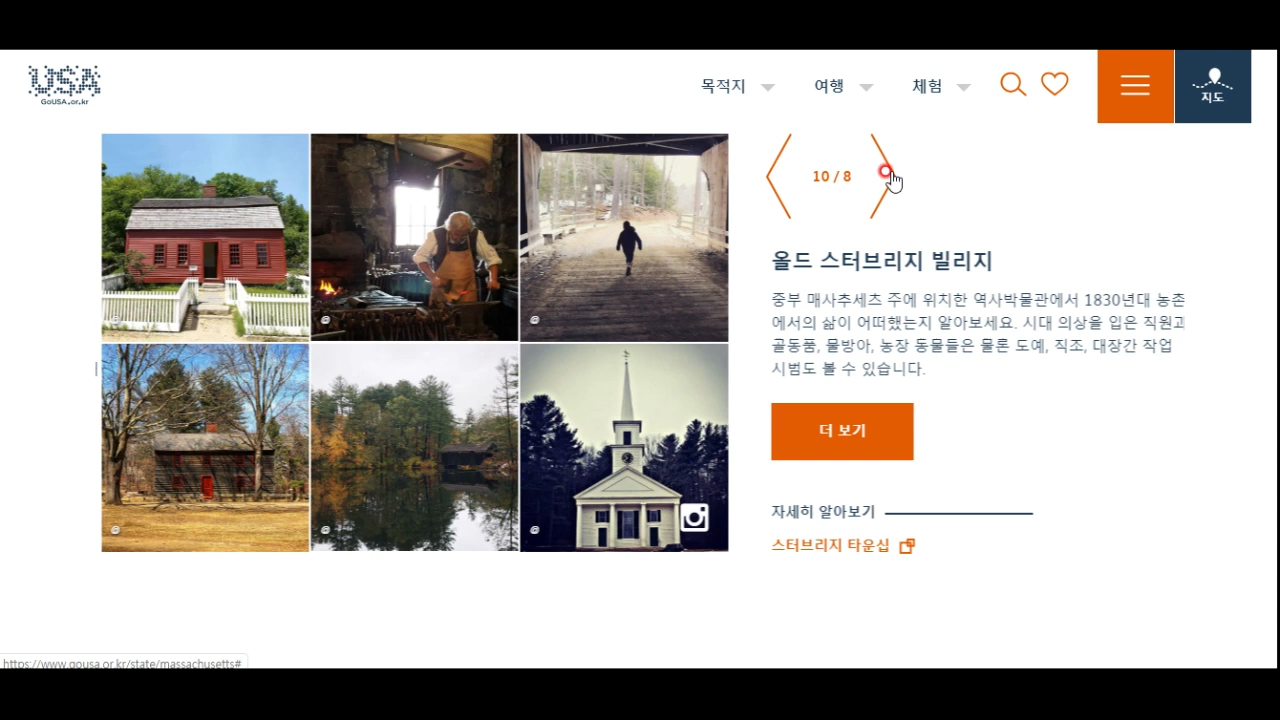 USA
GoUSA.or.kr
목적지
여행
체험
지도
10 / 8
올드 스터브리지 빌리지
중부 매사추세츠 주에 위치한 역사박물관에서 1830년대 농촌
에서의 삶이 어떠했는지 알아보세요. 시대 의상을 입은 직원과
골동품, 물방아, 농장 동물들은 물론 도예, 직조, 대장간 작업
시범도 볼 수 있습니다.
더 보기
자세히 알아보기
스터브리지 타운십
@
@
@
@
@
@
https://www.gousa.or.kr/state/massachusetts#